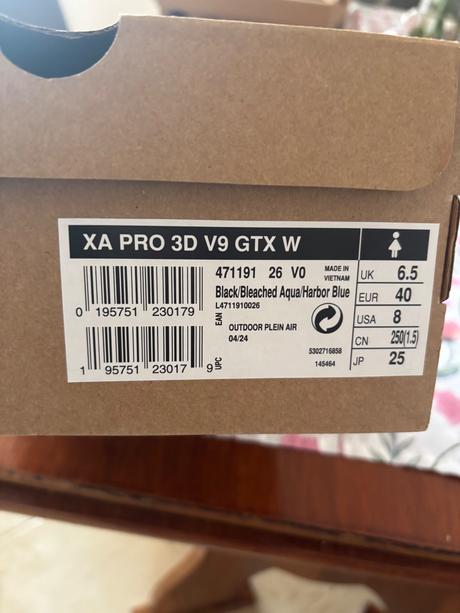 XA PRO 3D V9 GTX W
471191 26 V0 MADE IN VIETNAM
Black/Bleached Aqua/Harbor Blue
L4711910026
0 195751 230179
EAN
OUTDOOR PLEIN AIR
04/24
5302716858
145464
1 95751 23017 9
UPC
UK 6.5
EUR 40
USA 8
CN 250(1.5)
JP 25